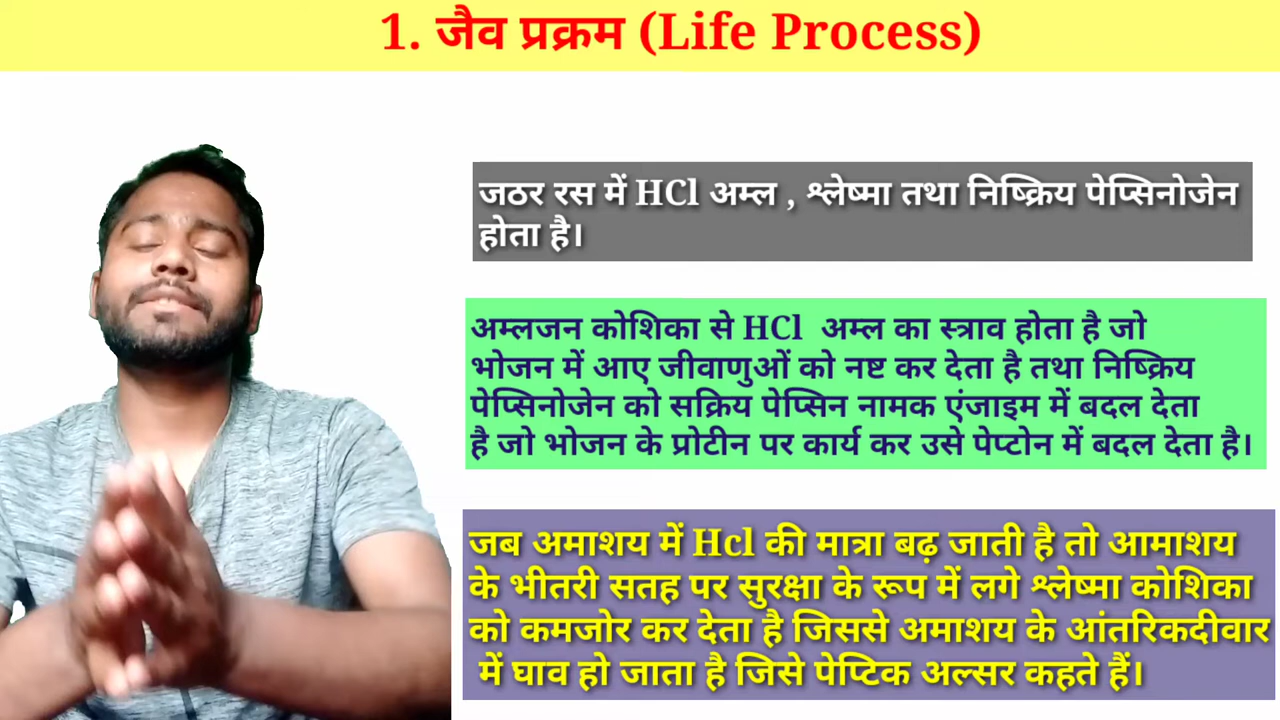 1. जैव प्रक्रम (Life Process)
जठर रस में HCl अम्ल , श्लेष्मा तथा निष्क्रिय पेप्सिनोजेन
होता है।
अम्लजन कोशिका से HCl अम्ल का स्त्राव होता है जो
भोजन में आए जीवाणुओं को नष्ट कर देता है तथा निष्क्रिय
पेप्सिनोजेन को सक्रिय पेप्सिन नामक एंजाइम में बदल देता
है जो भोजन के प्रोटीन पर कार्य कर उसे पेप्टोन में बदल देता है।
जब अमाशय में Hcl की मात्रा बढ़ जाती है तो आमाशय
के भीतरी सतह पर सुरक्षा के रूप में लगे श्लेष्मा कोशिका
को कमजोर कर देता है जिससे अमाशय के आंतरिकदीवार
में घाव हो जाता है जिसे पेप्टिक अल्सर कहते हैं।